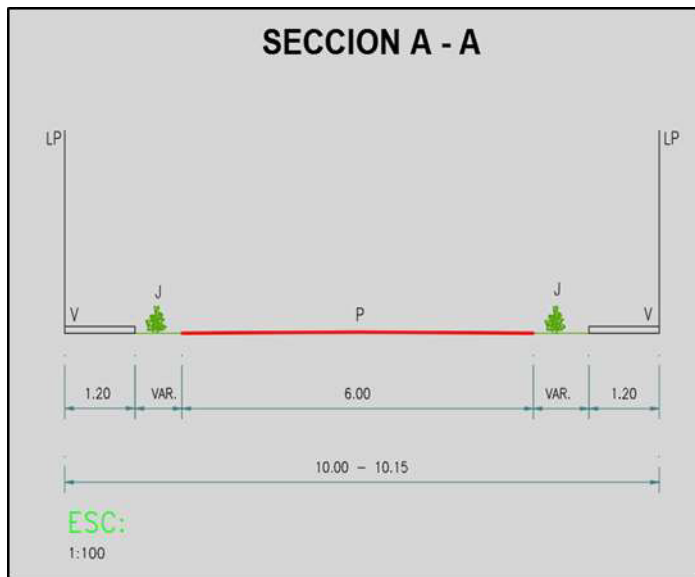 SECCION A - A
LP LP
J J
V P V
1.20 VAR. 6.00 VAR. 1.20
10.00 - 10.15
ESC:
1:100